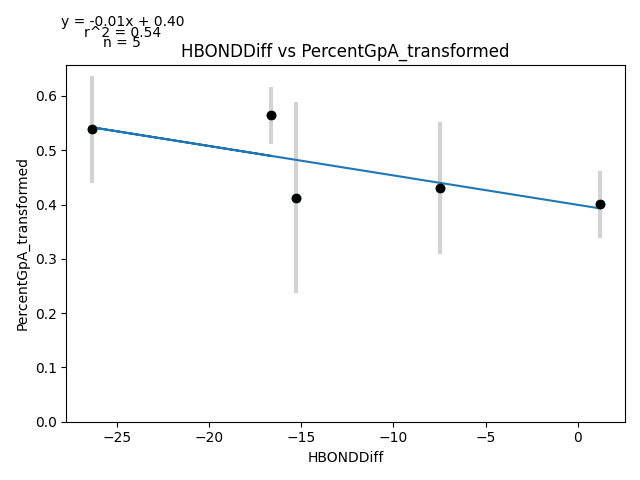 y = -0.01x + 0.40
r^2 = 0.54
n = 5
HBONDDiff vs PercentGpA_transformed
PercentGpA_transformed
0.6
0.5
0.4
0.3
0.2
0.1
0.0
−25
−20
−15
−10
−5
0
HBONDDiff